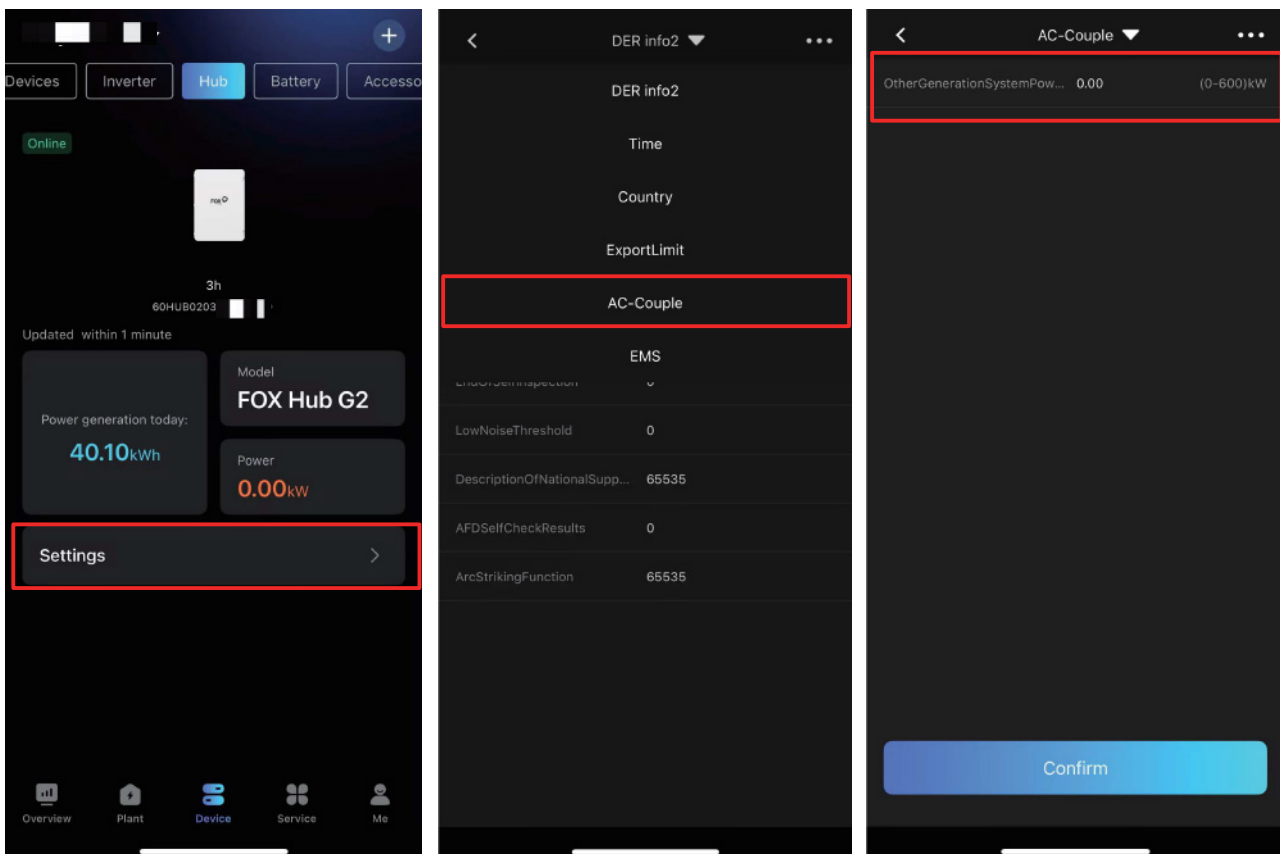 Devices
Inverter
Hub
Battery
Accesso
Online
FOX
3h
60HUB0203
Updated within 1 minute
Power generation today:
40.10kWh
Model
FOX Hub G2
Power
0.00kW
Settings
Overview
Plant
Device
Service
Me
DER info2
DER info2
Time
Country
ExportLimit
AC-Couple
EMS
EndOfSelfInspection 0
LowNoiseThreshold 0
DescriptionOfNationalSupp... 65535
AFDSelfCheckResults 0
ArcStrikingFunction 65535
AC-Couple
OtherGenerationSystemPow... 0.00 (0-600)kW
Confirm